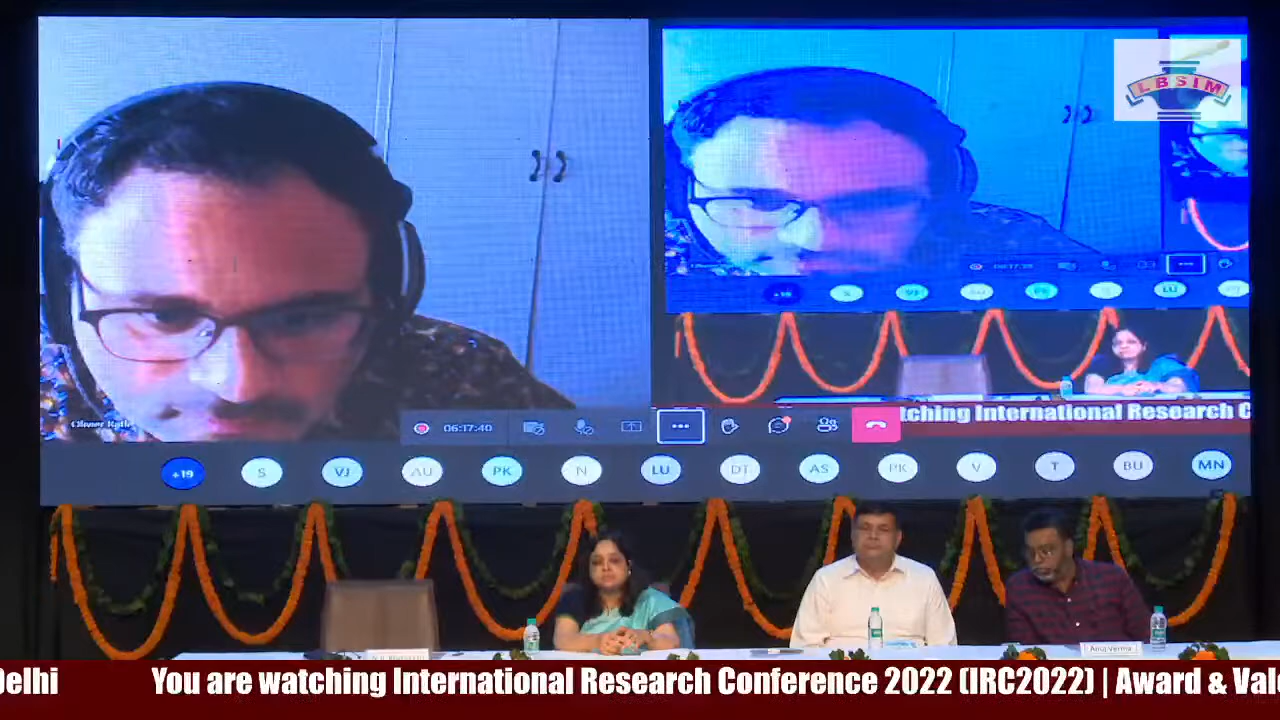 LBSIM
06:17:40
+19 S VJ AU PK N LU DT AS PK V T BU MN
tching International Research C
Anuj Verma
Delhi You are watching International Research Conference 2022 (IRC2022) | Award & Val